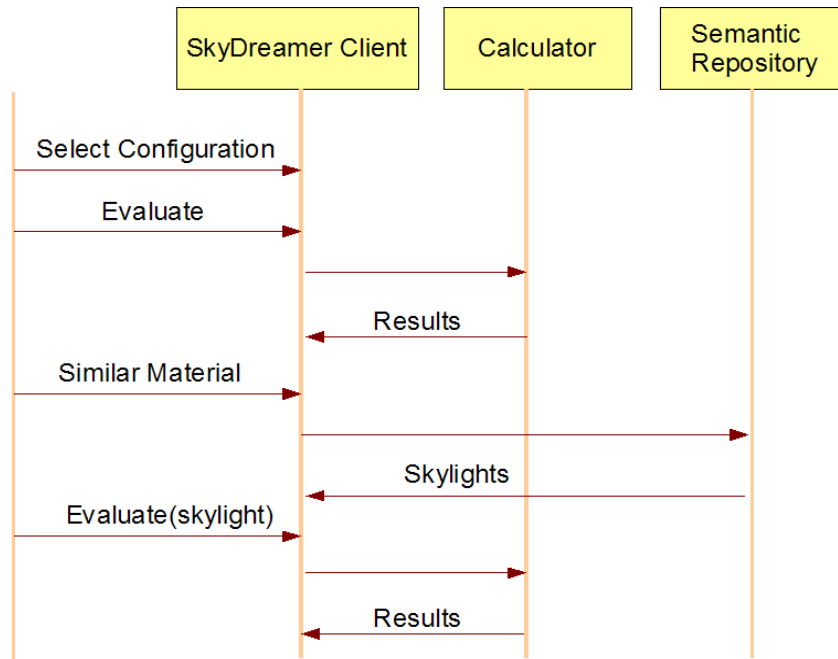 SkyDreamer Client
Calculator
Semantic
Repository
Select Configuration
Evaluate
Results
Similar Material
Skylights
Evaluate(skylight)
Results